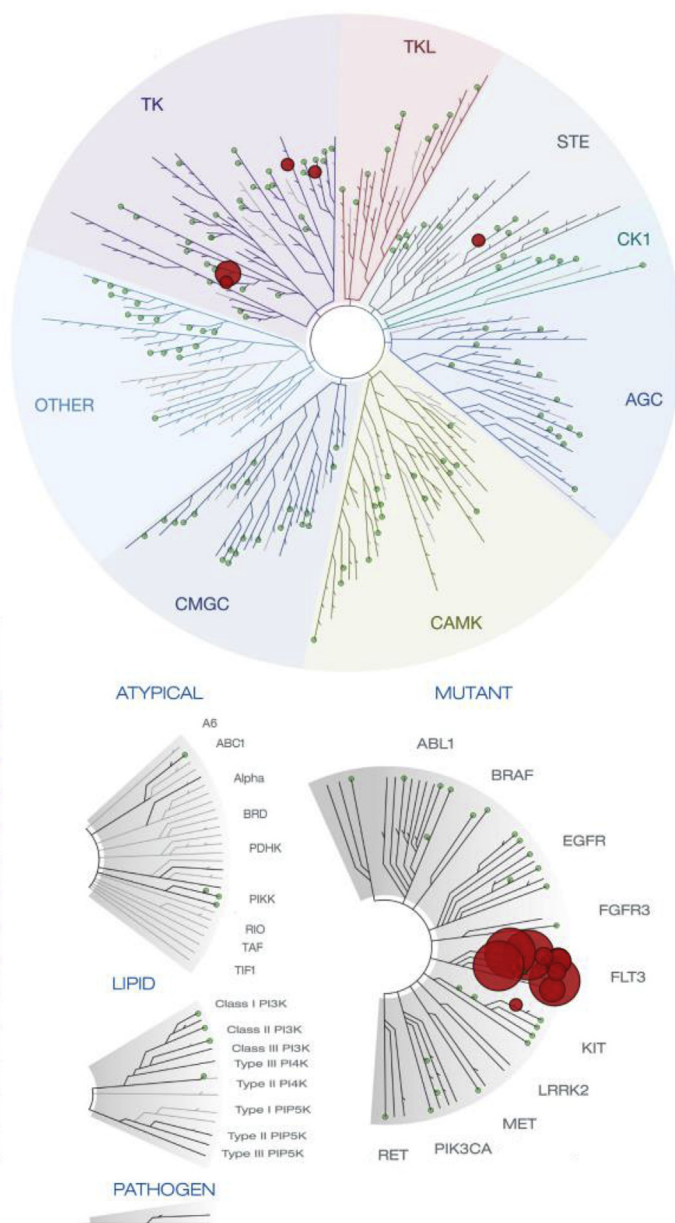 TKL
TK
STE
CK1
AGC
OTHER
CMGC
CAMK
ATYPICAL
A6
ABC1
Alpha
BRD
PDHK
PIKK
RIO
TAF
TIF1
LIPID
Class I PI3K
Class II PI3K
Class III PI3K
Type III PI4K
Type II PI4K
Type I PIP5K
Type II PIP5K
Type III PIP5K
PATHOGEN
MUTANT
ABL1
BRAF
EGFR
FGFR3
FLT3
KIT
LRRK2
MET
PIK3CA
RET